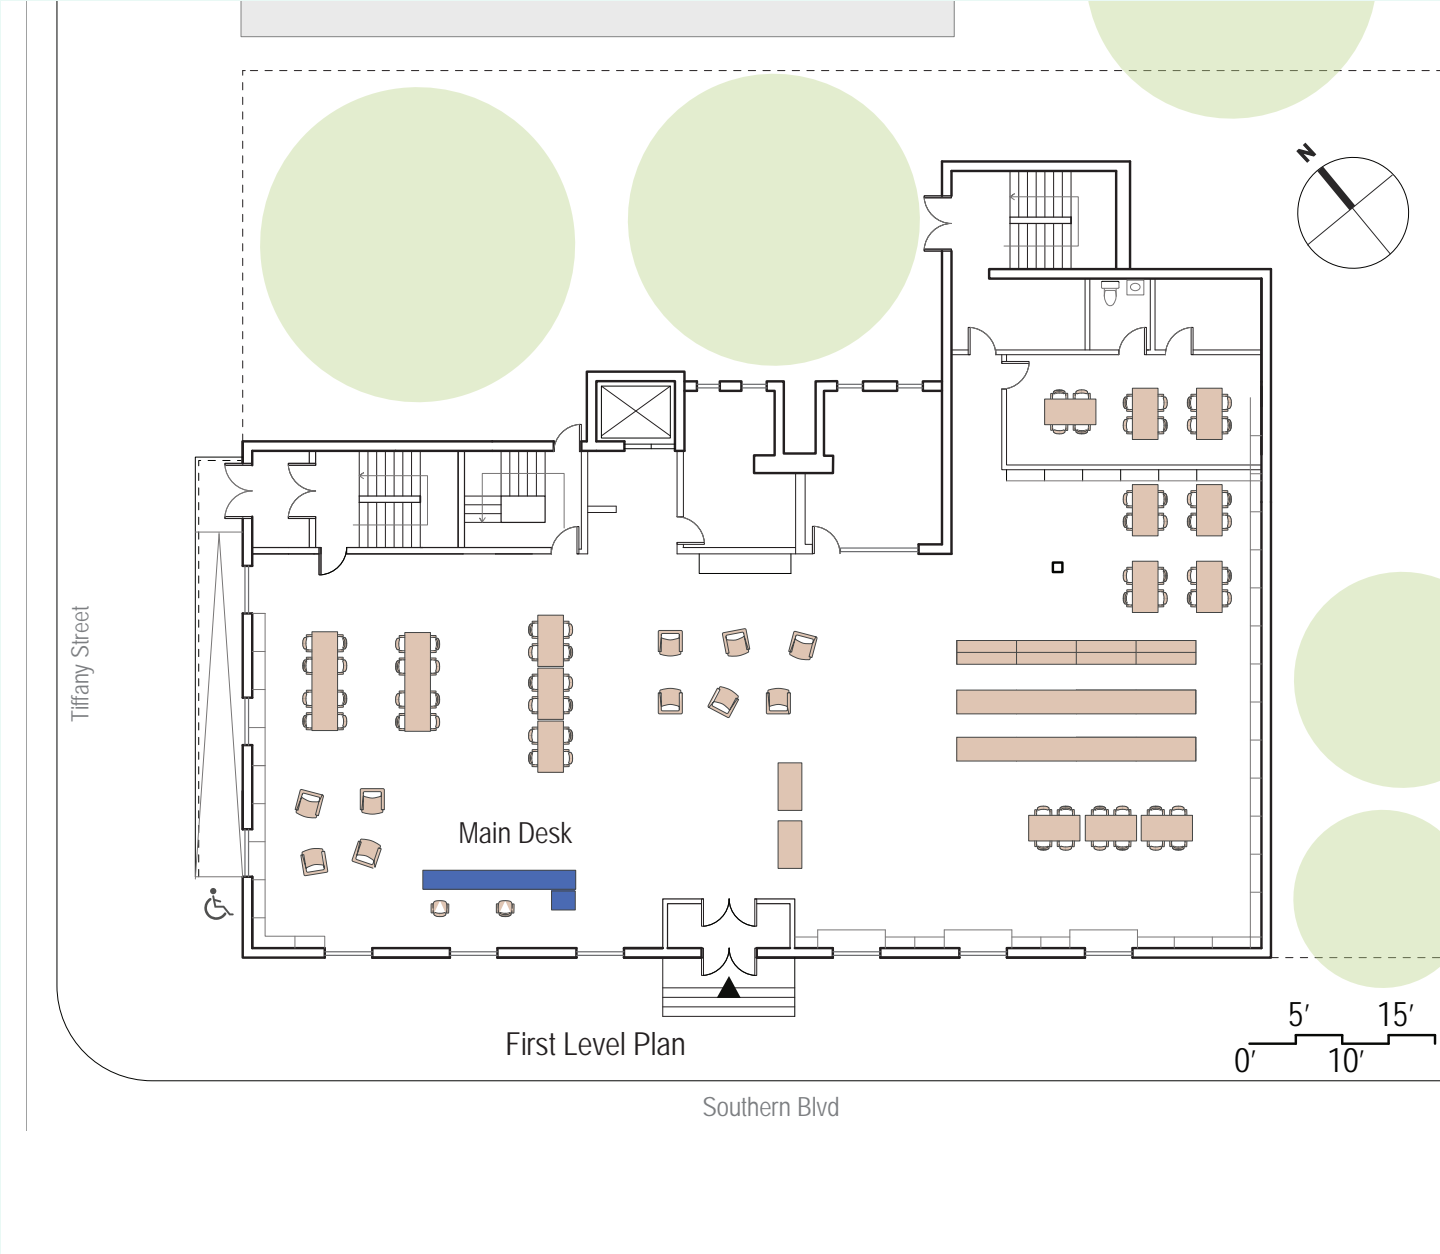 N
Tiffany Street
Main Desk
First Level Plan
5′ 15′
0′ 10′
Southern Blvd